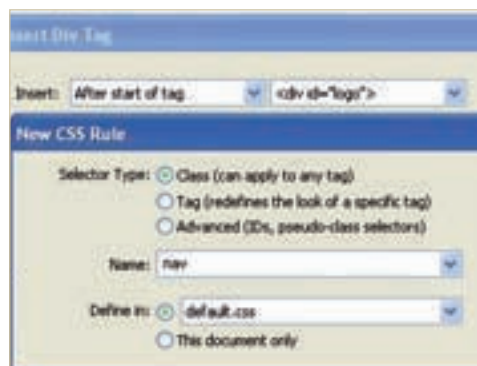 Insert Div Tag
Insert: After start of tag <div id="logo">
New CSS Rule
Selector Type: Class (can apply to any tag)
Tag (redefines the look of a specific tag)
Advanced (IDs, pseudo-class selectors)
Name: nav
Define in: default.css
This document only